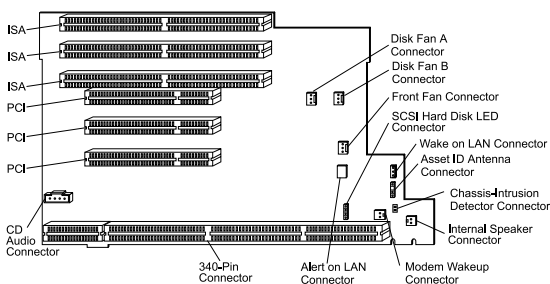 ISA
ISA
ISA
PCI
PCI
PCI
CD
Audio
Connector
340-Pin
Connector
Alert on LAN
Connector
Modem Wakeup
Connector
Internal Speaker
Connector
Chassis-Intrusion
Detector Connector
Asset ID Antenna
Connector
Wake on LAN Connector
SCSI Hard Disk LED
Connector
Front Fan Connector
Disk Fan B
Connector
Disk Fan A
Connector